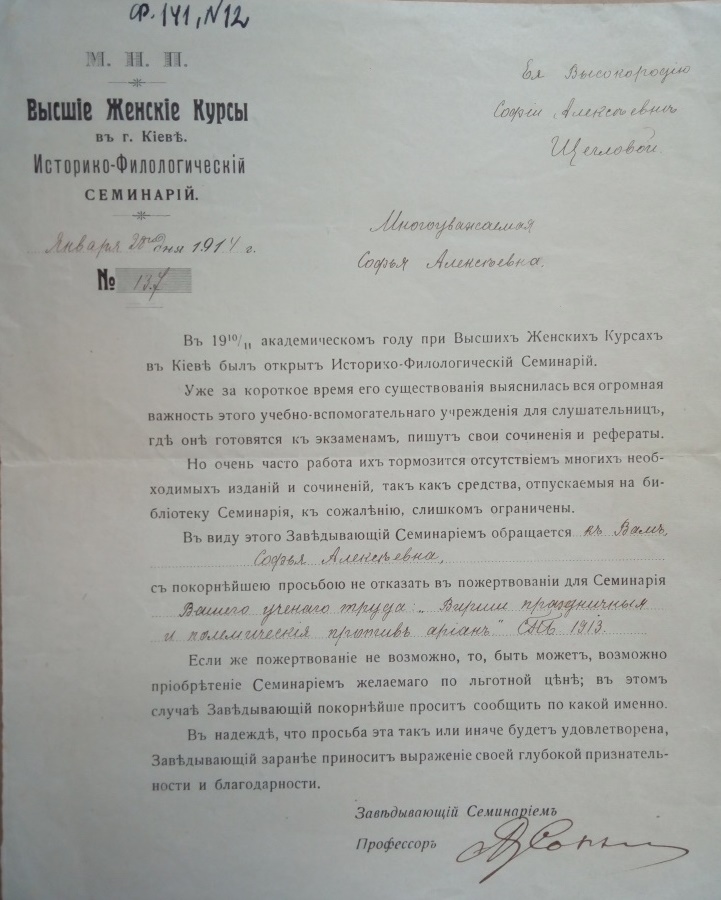 Ф. 141, N12
М. Н. П.
Высшіе Женскіе Курсы
въ г. Кіевѣ.
Историко-Филологическій
СЕМИНАРІЙ.
Января 20го дня 1914 г.
№ 137
Ея Высокородію
Софіи Алексѣевнѣ
Щегловой.
Многоуважаемая
Софья Алексѣевна.
Въ 1910/11 академическомъ году при Высшихъ Женскихъ Курсахъ
въ Кіевѣ былъ открытъ Историко-Филологическій Семинарій.
Уже за короткое время его существованія выяснилась вся огромная
важность этого учебно-вспомогательнаго учрежденія для слушательницъ,
гдѣ онѣ готовятся къ экзаменамъ, пишутъ свои сочиненія и рефераты.
Но очень часто работа ихъ тормозится отсутствіемъ многихъ необ-
ходимыхъ изданій и сочиненій, такъ какъ средства, отпускаемыя на би-
бліотеку Семинарія, къ сожалѣнію, слишкомъ ограничены.
Въ виду этого Завѣдывающій Семинаріемъ обращается къ Вамъ,
Софья Алексѣевна,
съ покорнѣйшею просьбою не отказать въ пожертвованіи для Семинарія
Вашего ученаго труда: „Вирши праздничныя
и полемическія противъ аріанъ" СПБ 1913.
Если же пожертвованіе не возможно, то, быть можетъ, возможно
пріобрѣтеніе Семинаріемъ желаемаго по льготной цѣнѣ; въ этомъ
случаѣ Завѣдывающій покорнѣйше проситъ сообщить по какой именно.
Въ надеждѣ, что просьба эта такъ или иначе будетъ удовлетворена,
Завѣдывающій заранѣе приноситъ выраженіе своей глубокой признатель-
ности и благодарности.
Завѣдывающій Семинаріемъ
Профессоръ